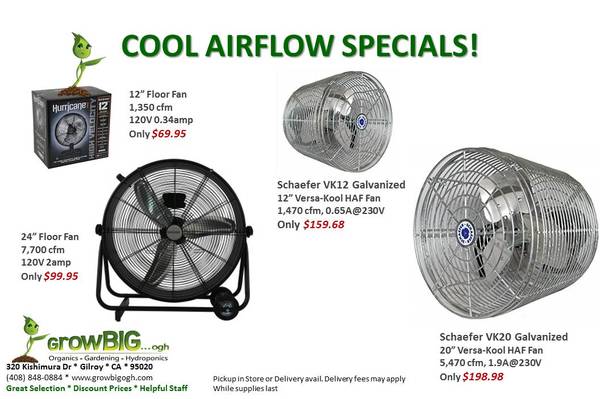 COOL AIRFLOW SPECIALS!
Hurricane
12"
HIGH VELOCITY
12" Floor Fan
1,350 cfm
120V 0.34amp
Only $69.95
Schaefer VK12 Galvanized
12" Versa-Kool HAF Fan
1,470 cfm, 0.65A@230V
Only $159.68
24" Floor Fan
7,700 cfm
120V 2amp
Only $99.95
Schaefer VK20 Galvanized
20" Versa-Kool HAF Fan
5,470 cfm, 1.9A@230V
Only $198.98
growBIG...ogh
Organics - Gardening - Hydroponics
320 Kishimura Dr * Gilroy * CA * 95020
(408) 848-0884 * www.growbigogh.com
Great Selection * Discount Prices * Helpful Staff
Pickup in Store or Delivery avail. Delivery fees may apply
While supplies last